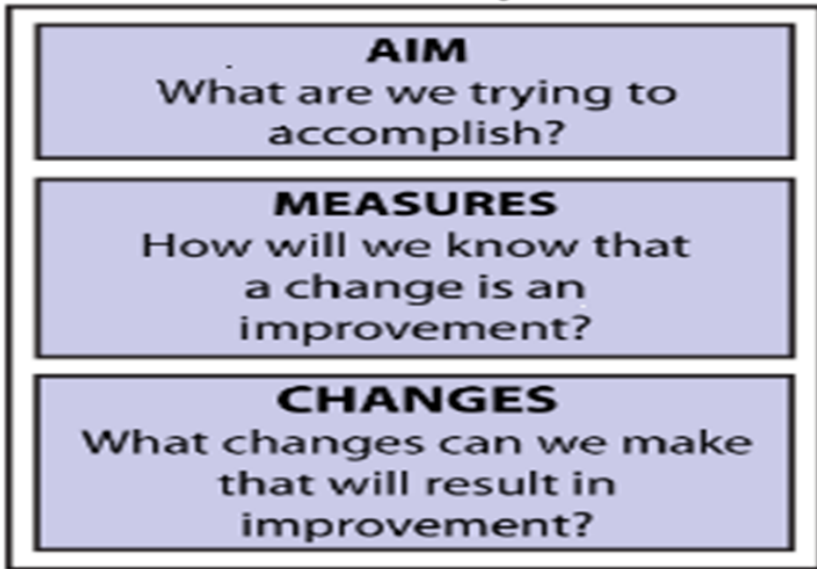 AIM
What are we trying to
accomplish?
MEASURES
How will we know that
a change is an
improvement?
CHANGES
What changes can we make
that will result in
improvement?